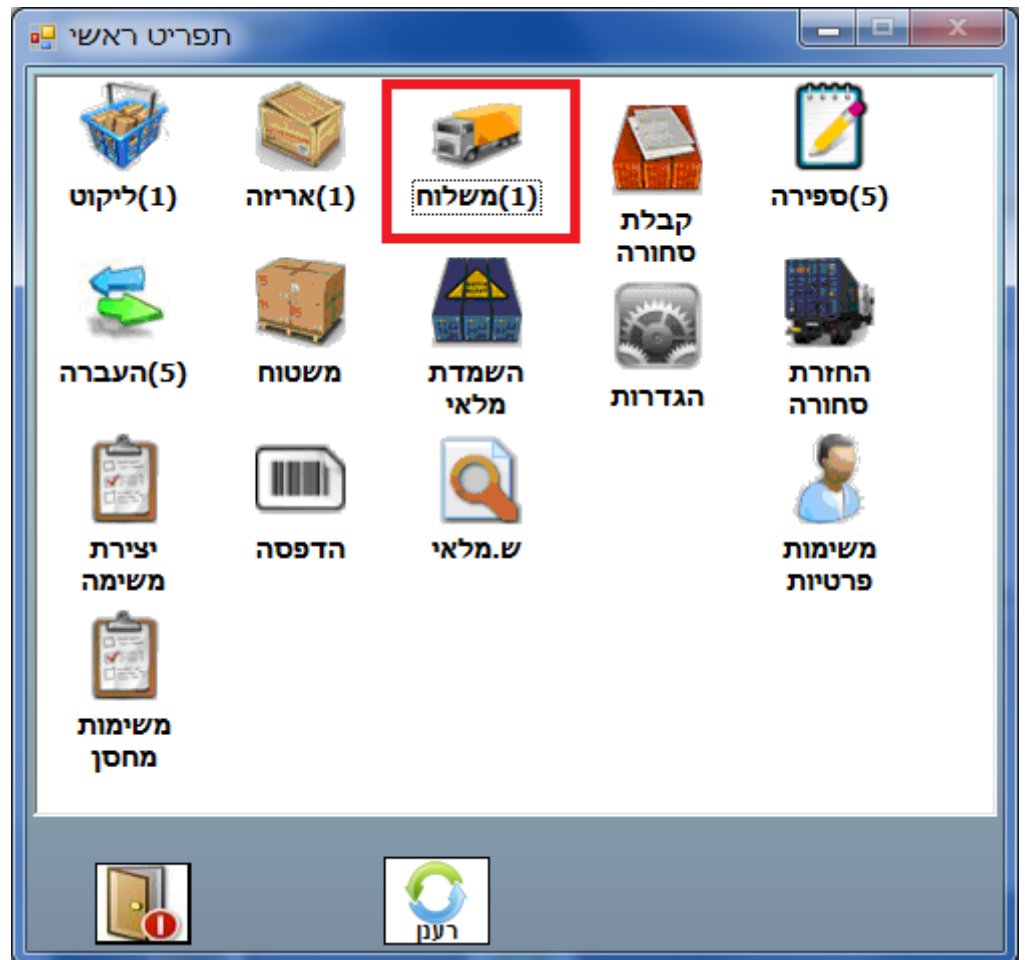 תפריט ראשי
(1)ליקוט
(1)אריזה
(1)משלוח
קבלת
סחורה
(5)ספירה
(5)העברה
משטוח
השמדת
מלאי
הגדרות
החזרת
סחורה
יצירת
משימה
הדפסה
ש.מלאי
משימות
פרטיות
משימות
מחסן
רענן